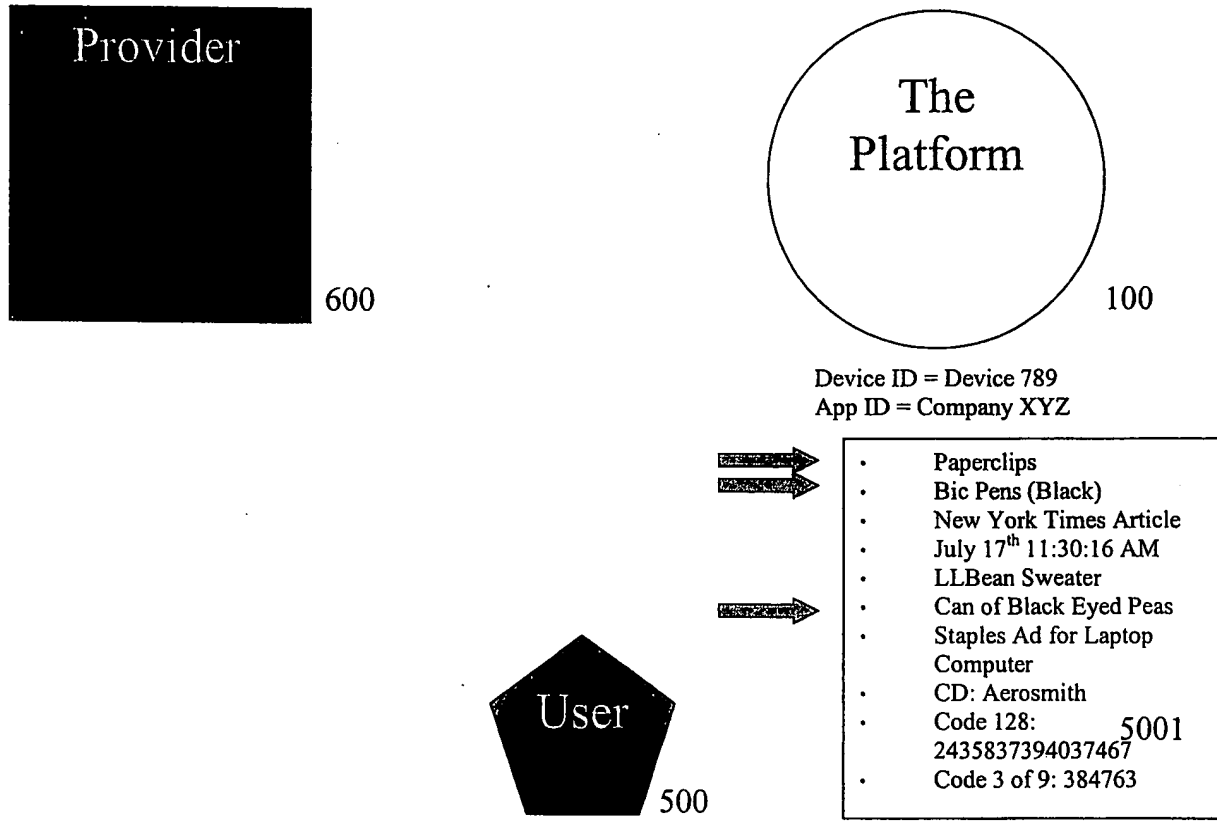 Provider
600
The
Platform
100
Device ID = Device 789
App ID = Company XYZ
• Paperclips
• Bic Pens (Black)
• New York Times Article
• July 17th 11:30:16 AM
• LLBean Sweater
• Can of Black Eyed Peas
• Staples Ad for Laptop
Computer
• CD: Aerosmith
• Code 128:
2435837394037467
• Code 3 of 9: 384763
5001
User
500